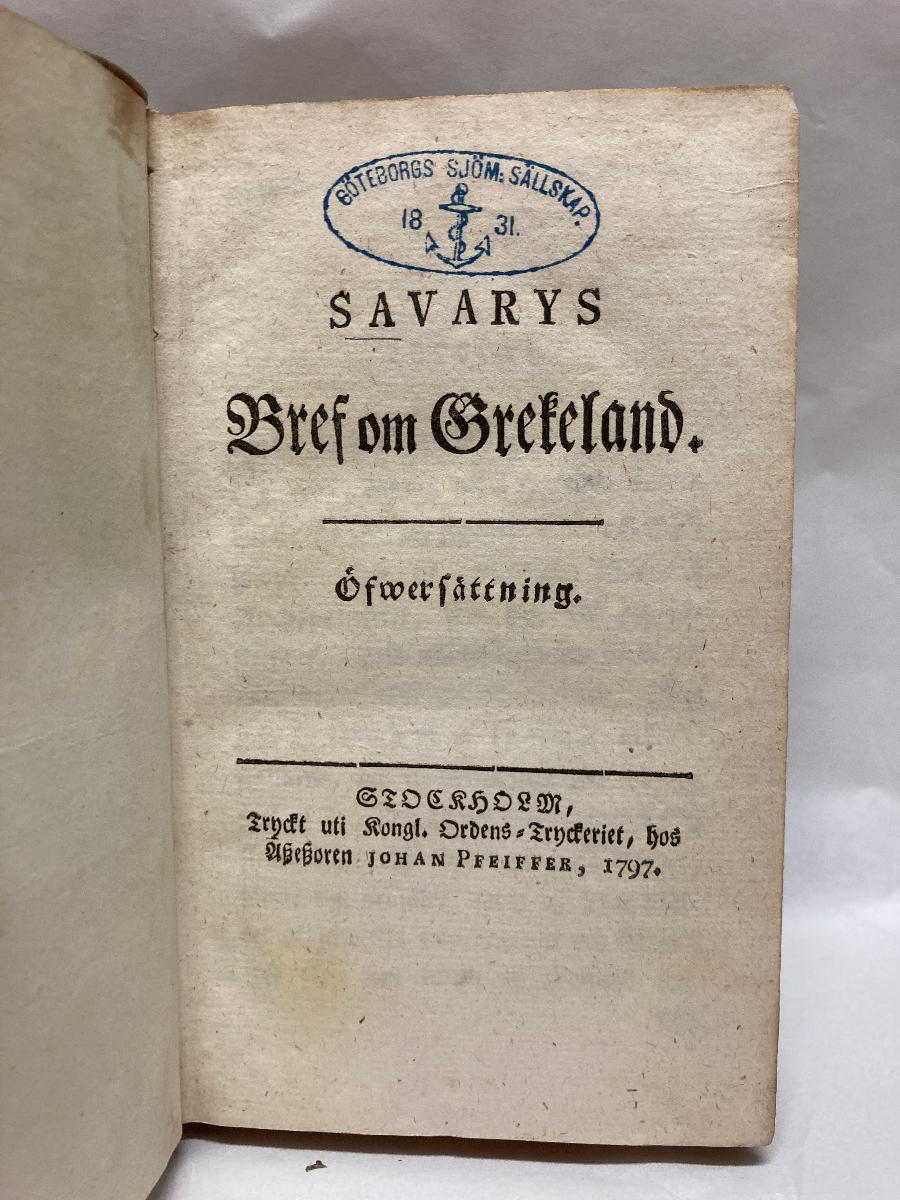 GÖTEBORGS SJÖM: SÄLLSKAP.
18 31.
SAVARYS
Bref om Grekeland.
Öfwersättning.
STOCKHOLM,
Tryckt uti Kongl. Ordens-Tryckeriet, hos
Aßeßoren JOHAN PFEIFFER, 1797.